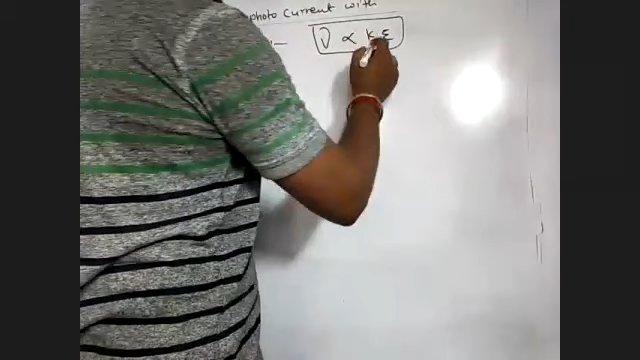 photo current with
ν ∝ K.E